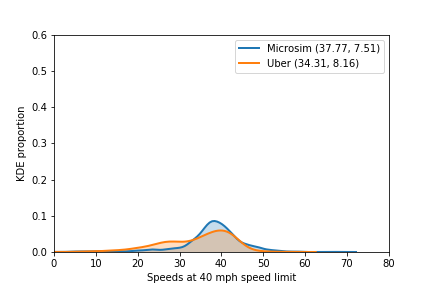 0.6
0.5
0.4
0.3
0.2
0.1
0.0
KDE proportion
Microsim (37.77, 7.51)
Uber (34.31, 8.16)
0 10 20 30 40 50 60 70 80
Speeds at 40 mph speed limit